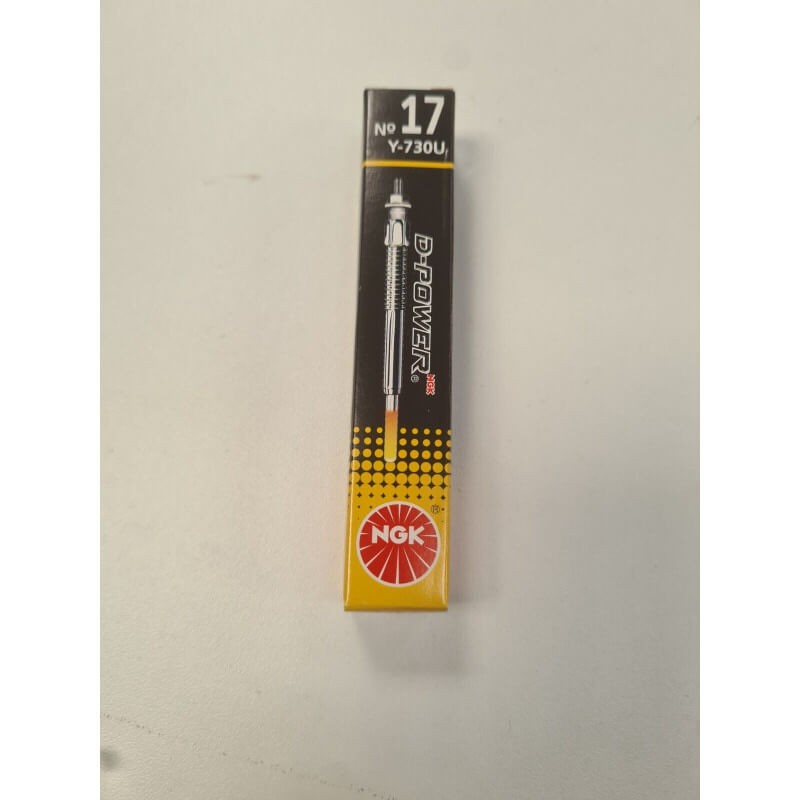 Nº 17
Y-730U
D-POWER®
NGK
NGK
®